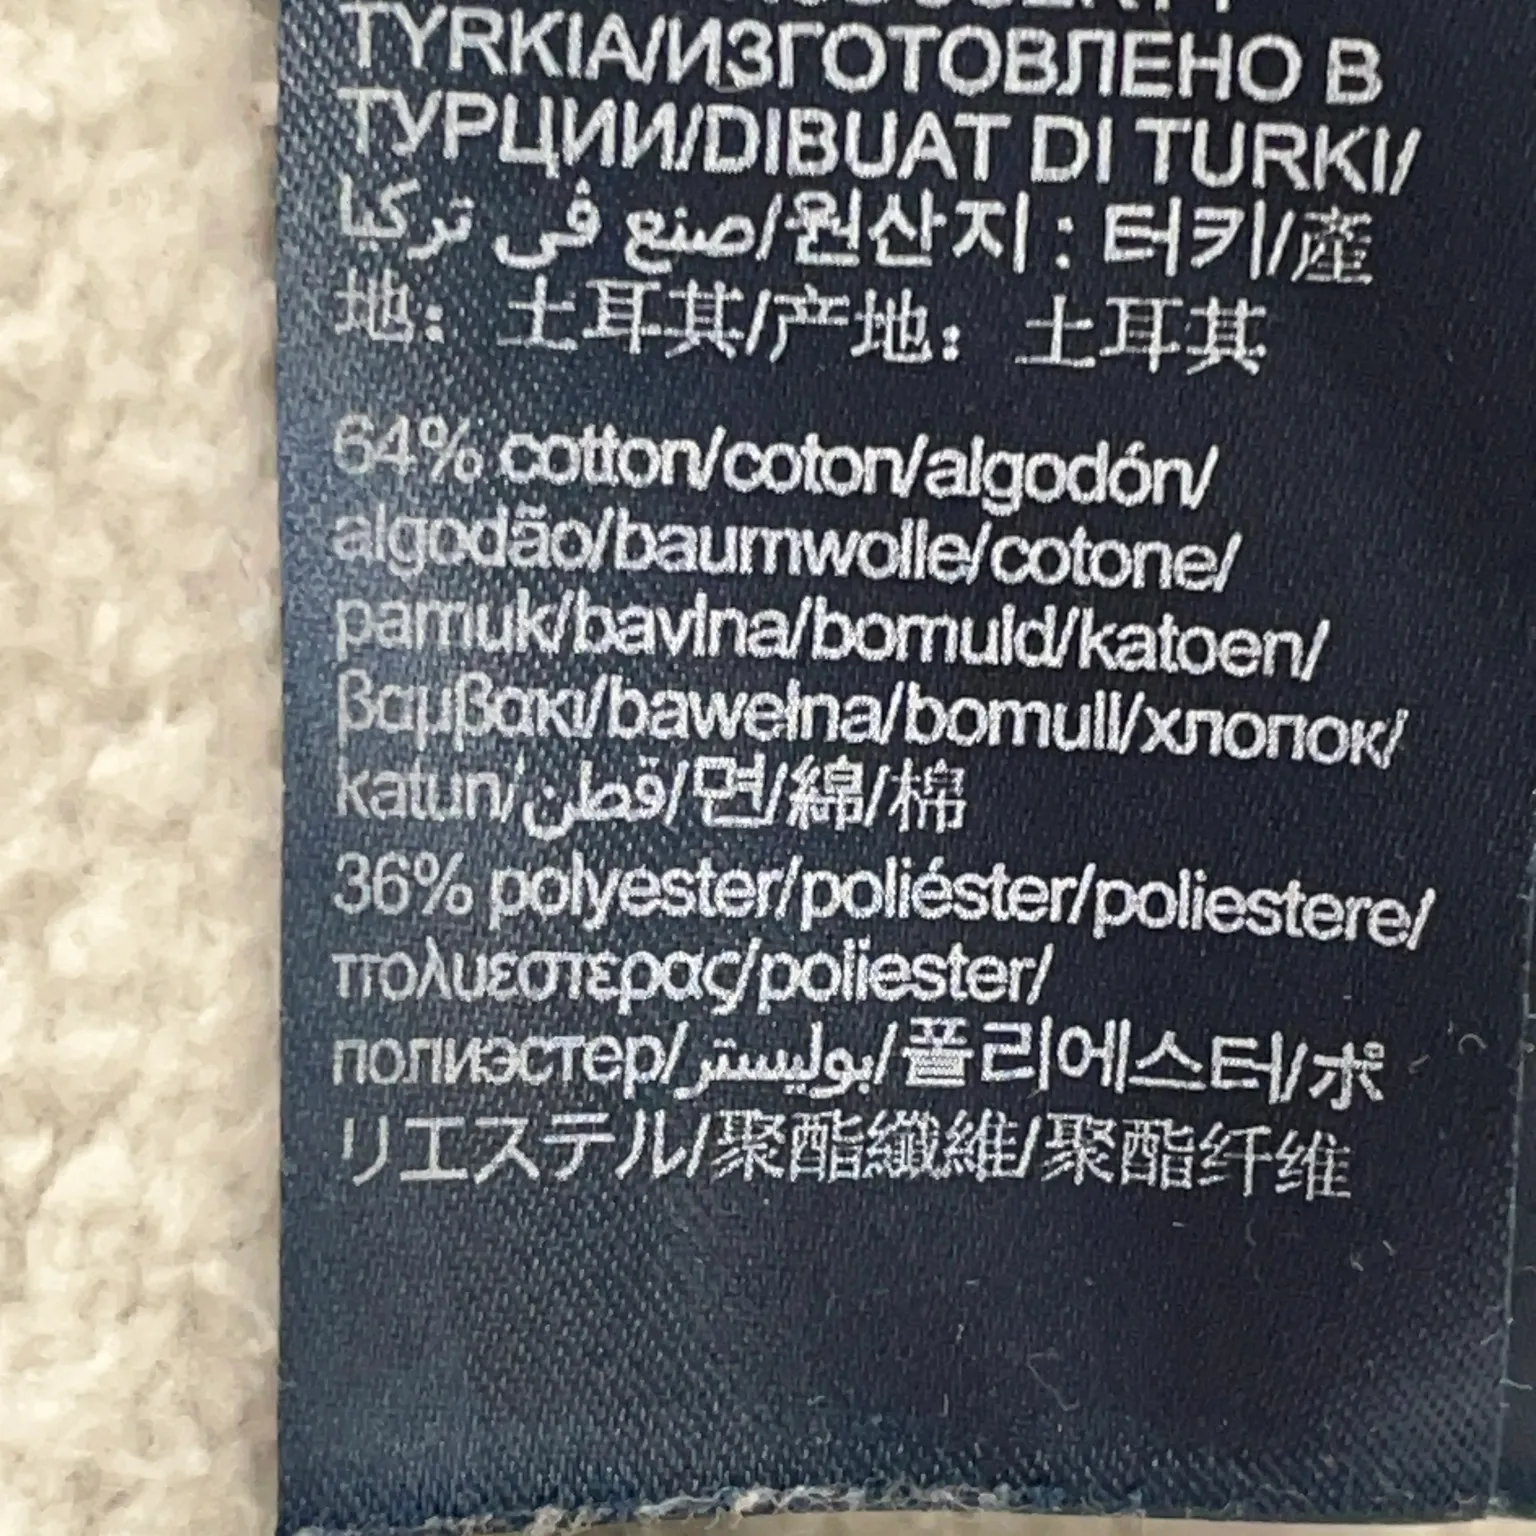 TYRKIA/ИЗГОТОВЛЕНО В
ТУРЦИИ/DIBUAT DI TURKI/
صنع في تركيا/원산지 : 터키/產
地： 土耳其/产地： 土耳其
64% cotton/coton/algodón/
algodão/baumwolle/cotone/
pamuk/bavlna/bomuld/katoen/
βαμβακι/bawełna/bomull/хлопок/
katun/قطن/면/綿/棉
36% polyester/poliéster/poliestere/
πολυεστερας/poliester/
полиэстер/بوليستر/폴리에스터/ポ
リエステル/聚酯纖維/聚酯纤维